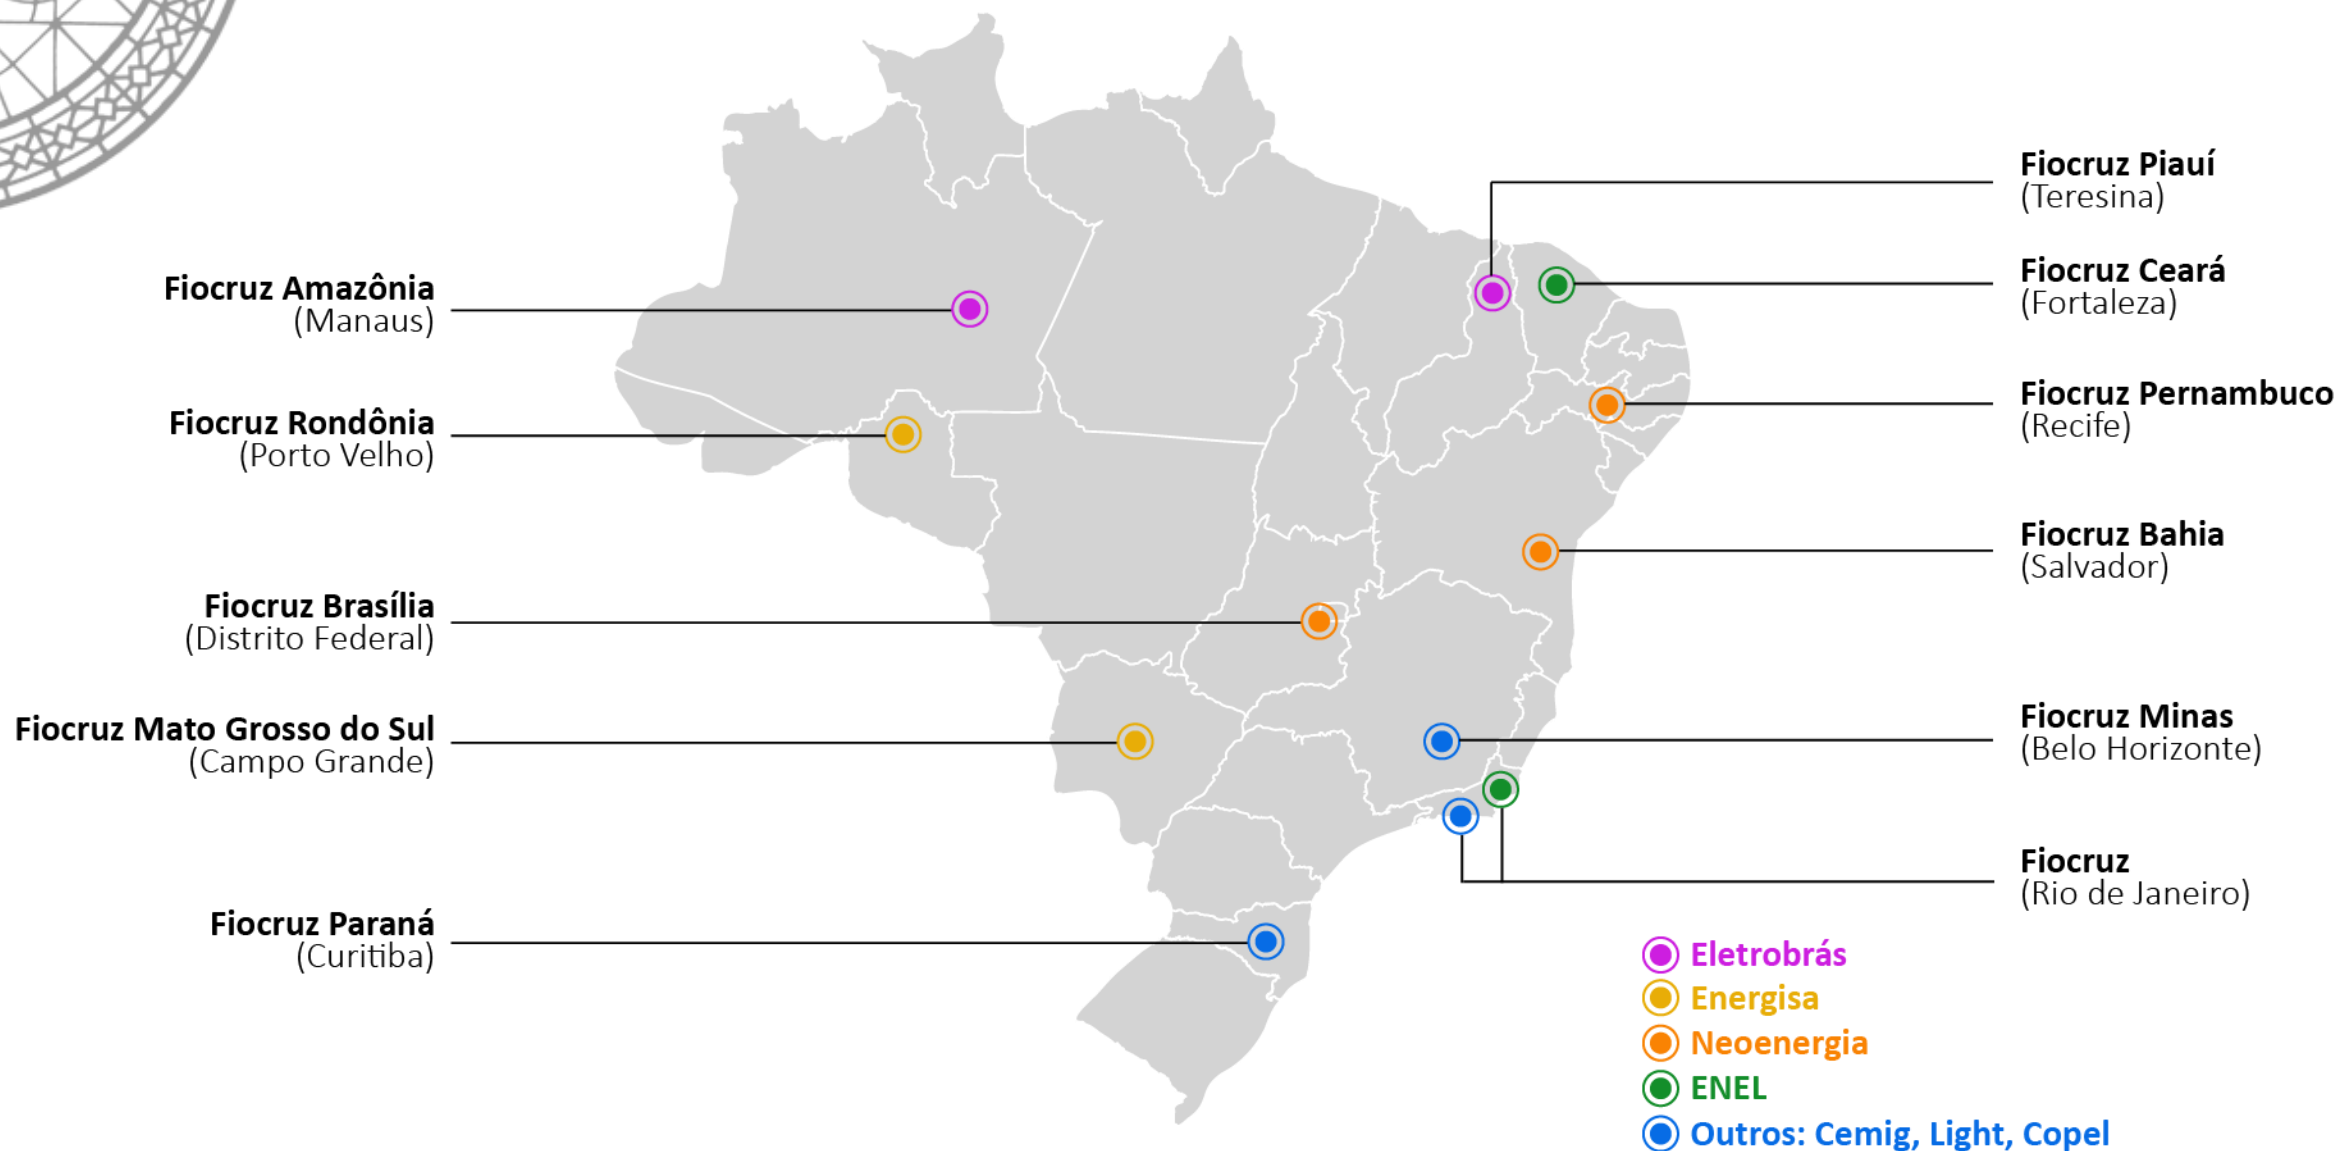 Fiocruz Amazônia
(Manaus)
Fiocruz Rondônia
(Porto Velho)
Fiocruz Brasília
(Distrito Federal)
Fiocruz Mato Grosso do Sul
(Campo Grande)
Fiocruz Paraná
(Curitiba)
Fiocruz Piauí
(Teresina)
Fiocruz Ceará
(Fortaleza)
Fiocruz Pernambuco
(Recife)
Fiocruz Bahia
(Salvador)
Fiocruz Minas
(Belo Horizonte)
Fiocruz
(Rio de Janeiro)
Eletrobrás
Energisa
Neoenergia
ENEL
Outros: Cemig, Light, Copel